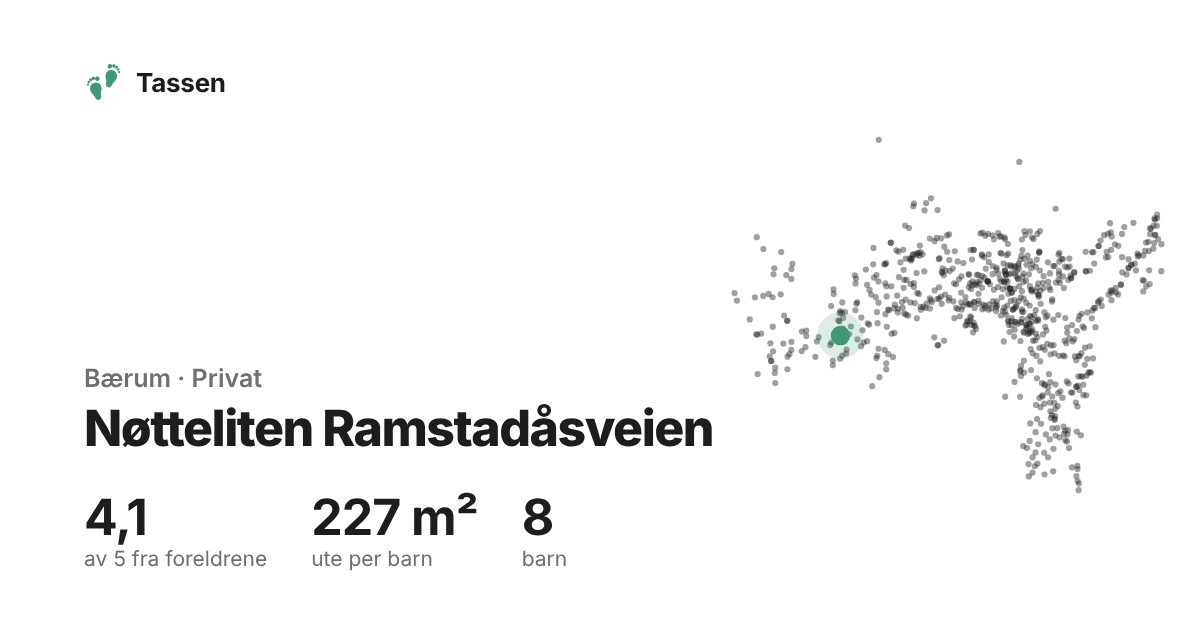 Tassen
Bærum · Privat
Nøtteliten Ramstadåsveien
4,1 227 m² 8
av 5 fra foreldrene ute per barn barn